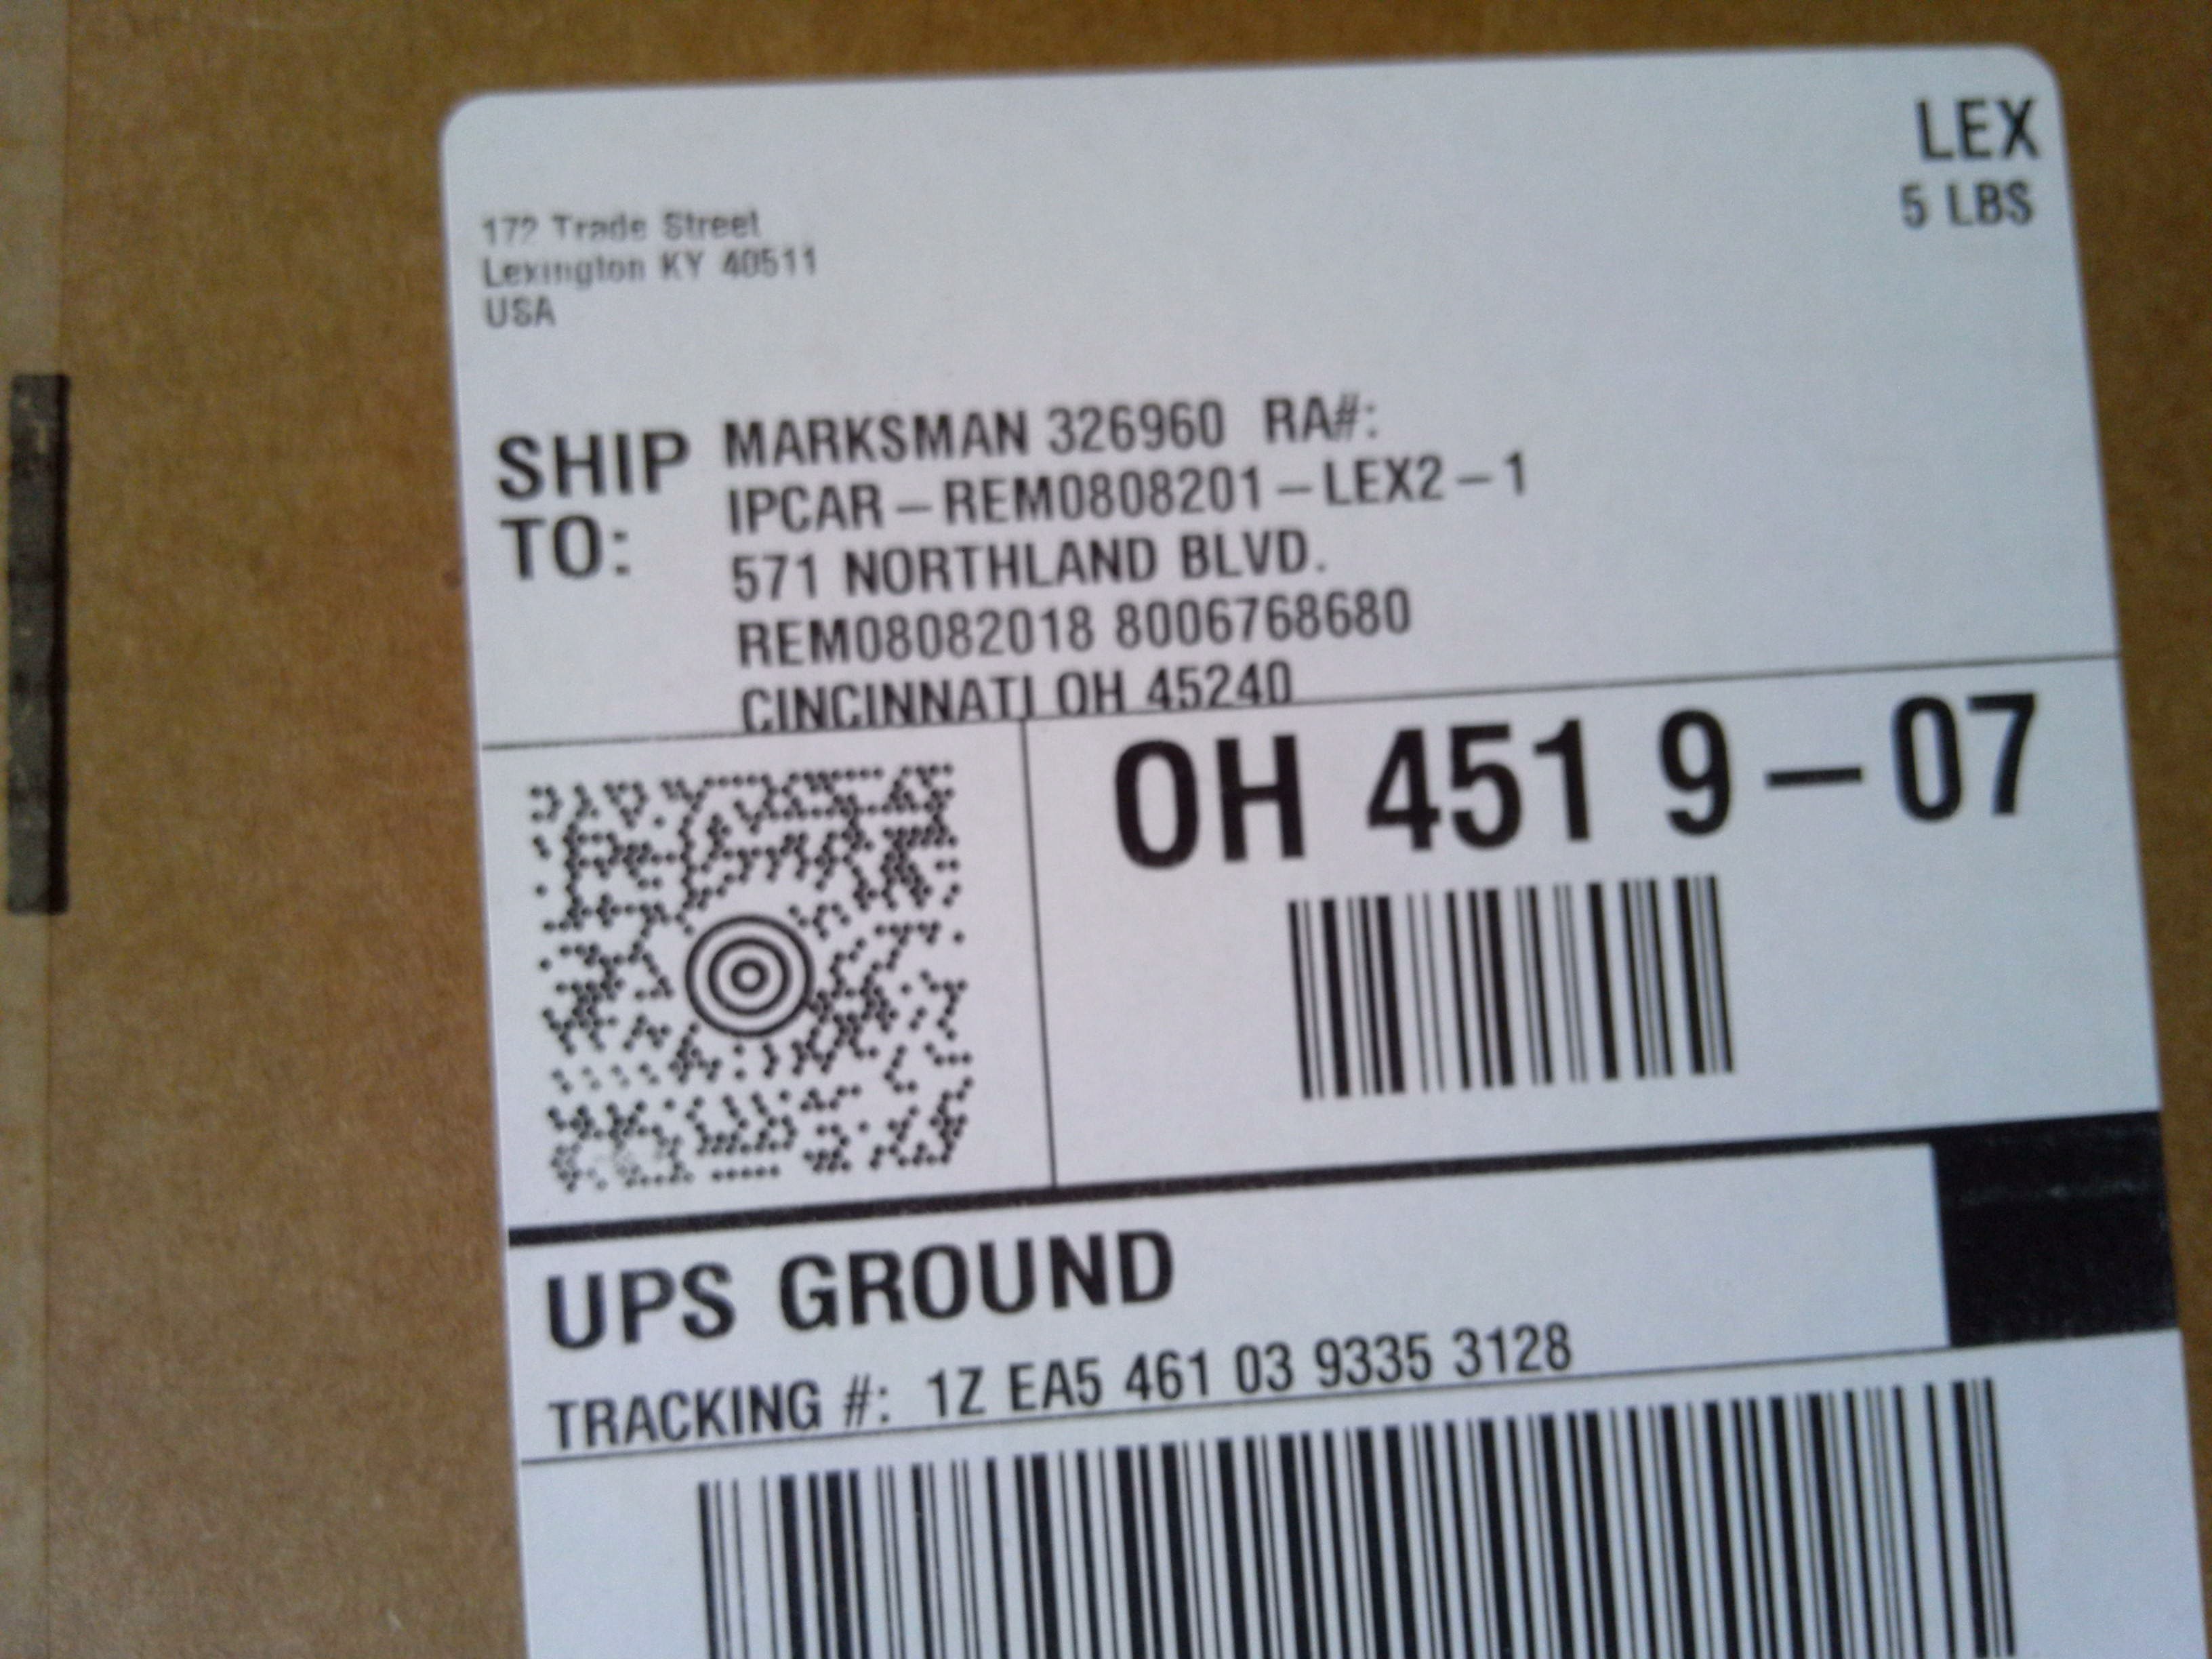 LEX
5 LBS
172 Trade Street
Lexington KY 40511
USA
SHIP TO:
MARKSMAN 326960 RA#:
IPCAR-REM0808201-LEX2-1
571 NORTHLAND BLVD.
REM08082018 8006768680
CINCINNATI OH 45240
OH 451 9-07
UPS GROUND
TRACKING #: 1Z EA5 461 03 9335 3128